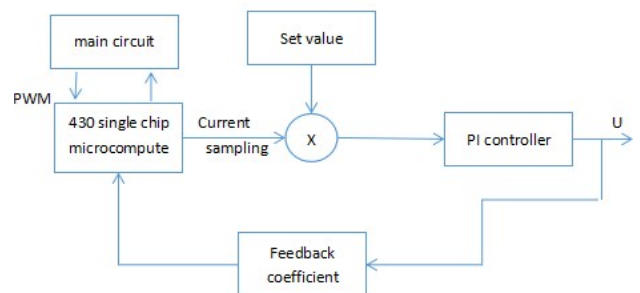 main circuit
Set value
PWM
430 single chip
microcompute
Current
sampling
X
PI controller
U
Feedback
coefficient